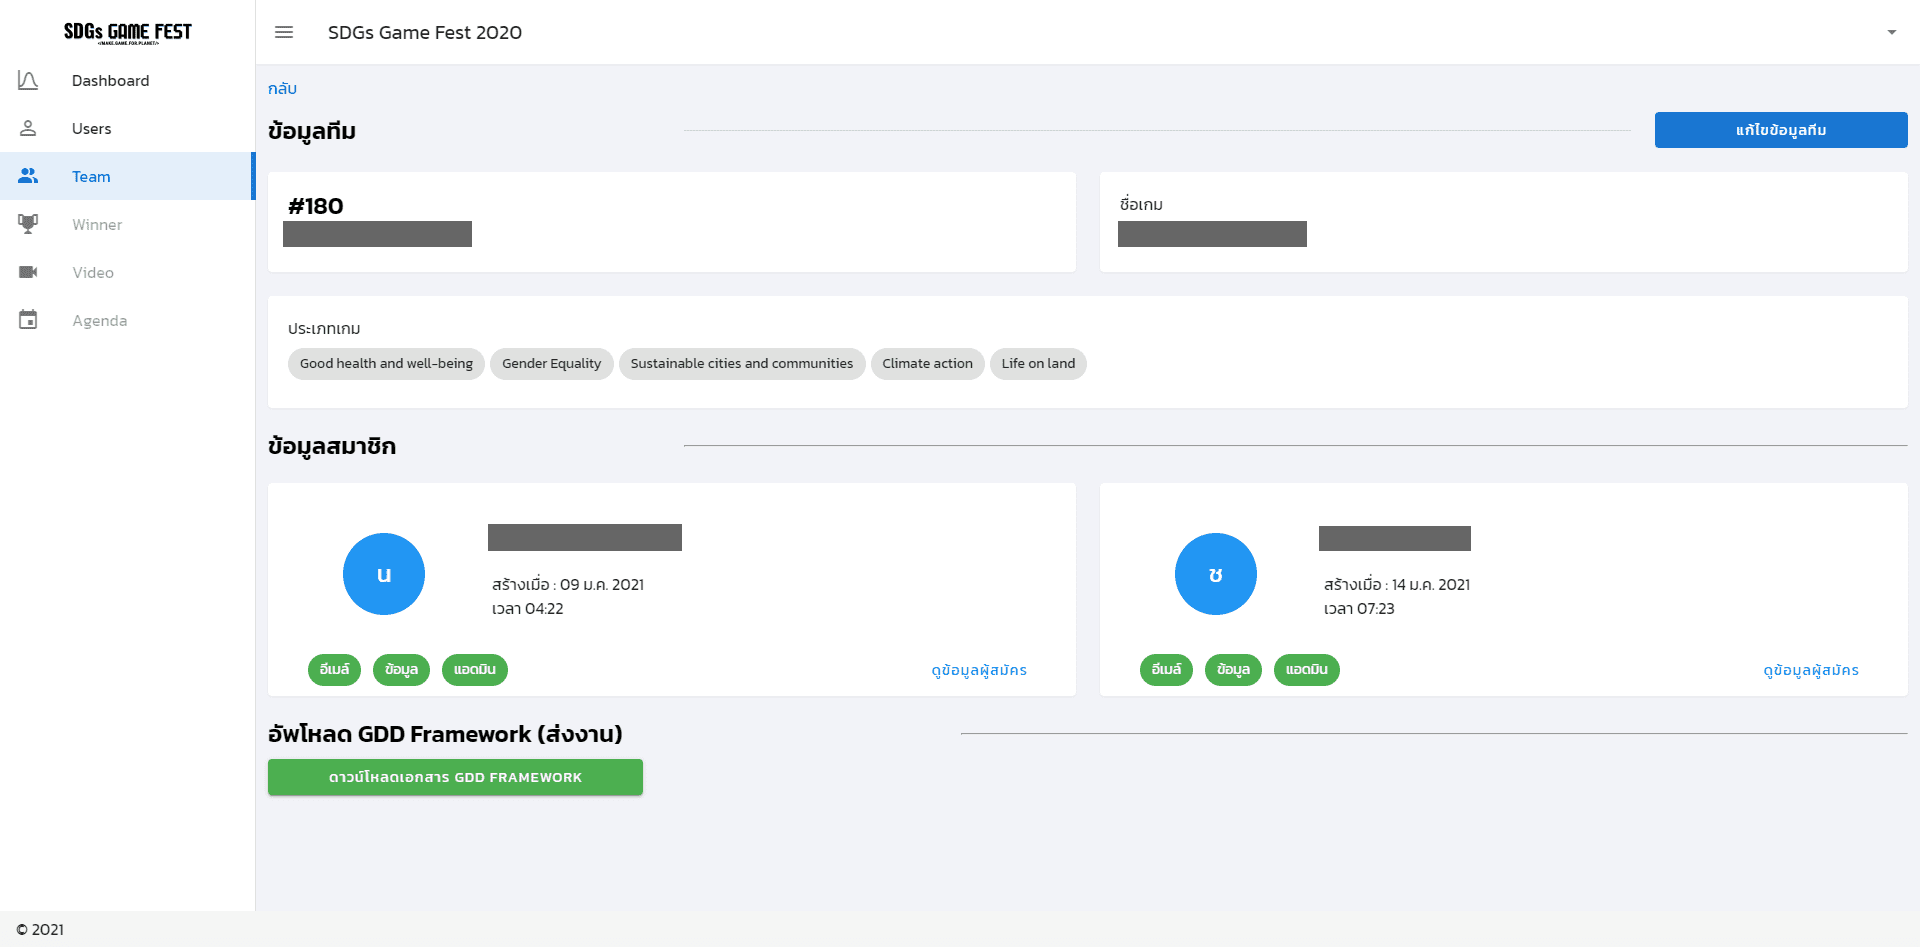 SDGs GAME FEST
</MAKE.GAME.FOR.PLANET/>
SDGs Game Fest 2020
Dashboard
Users
Team
Winner
Video
Agenda
กลับ
ข้อมูลทีม
แก้ไขข้อมูลทีม
#180
ชื่อเกม
ประเภทเกม
Good health and well-being Gender Equality Sustainable cities and communities Climate action Life on land
ข้อมูลสมาชิก
น
สร้างเมื่อ : 09 ม.ค. 2021
เวลา 04:22
อีเมล์ ข้อมูล แอดมิน ดูข้อมูลผู้สมัคร
ช
สร้างเมื่อ : 14 ม.ค. 2021
เวลา 07:23
อีเมล์ ข้อมูล แอดมิน ดูข้อมูลผู้สมัคร
อัพโหลด GDD Framework (ส่งงาน)
ดาวน์โหลดเอกสาร GDD FRAMEWORK
© 2021